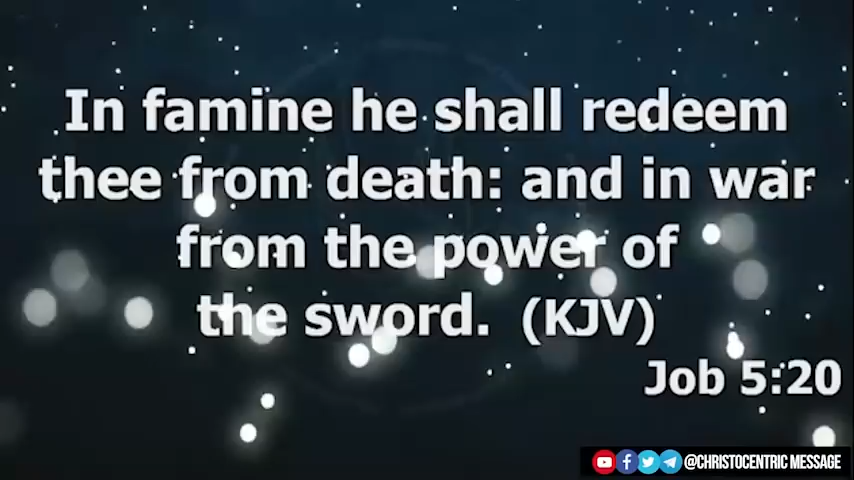 In famine he shall redeem
thee from death: and in war
from the power of
the sword. (KJV)
Job 5:20
@CHRISTOCENTRIC MESSAGE